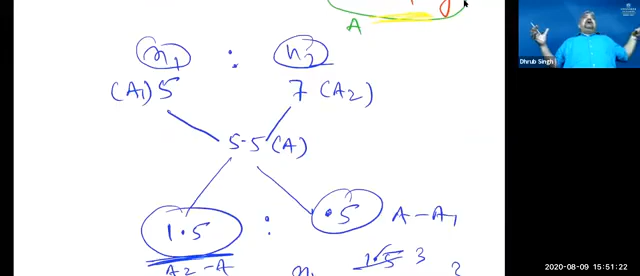 A
n1 : n2
(A1) 5 7 (A2)
5.5 (A)
1.5 : .5 A-A1
A2-A
n1 1.5 3 2
Dhrub Singh
2020-08-09 15:51:22